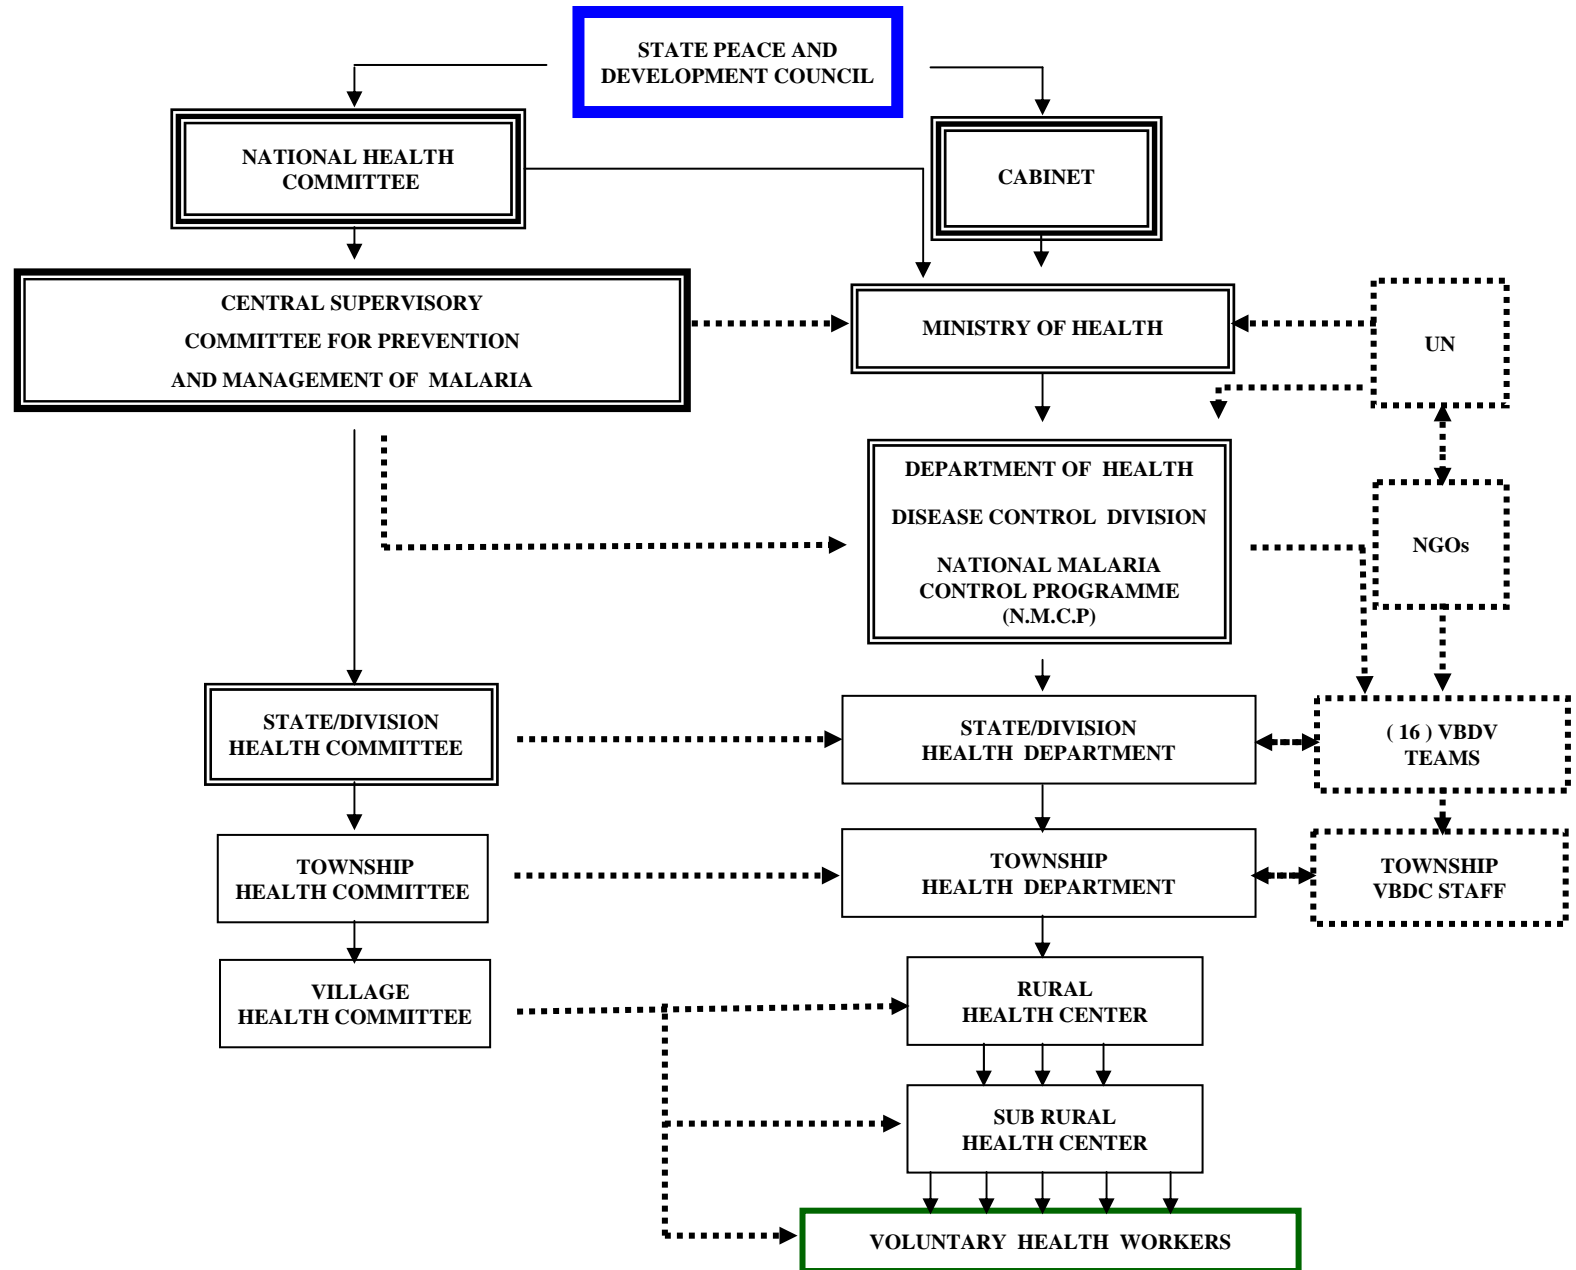 STATE PEACE AND
DEVELOPMENT COUNCIL
NATIONAL HEALTH
COMMITTEE
CABINET
CENTRAL SUPERVISORY
COMMITTEE FOR PREVENTION
AND MANAGEMENT OF MALARIA
MINISTRY OF HEALTH
UN
DEPARTMENT OF HEALTH
DISEASE CONTROL DIVISION
NATIONAL MALARIA
CONTROL PROGRAMME
(N.M.C.P)
NGOs
STATE/DIVISION
HEALTH COMMITTEE
STATE/DIVISION
HEALTH DEPARTMENT
( 16 ) VBDV
TEAMS
TOWNSHIP
HEALTH COMMITTEE
TOWNSHIP
HEALTH DEPARTMENT
TOWNSHIP
VBDC STAFF
VILLAGE
HEALTH COMMITTEE
RURAL
HEALTH CENTER
SUB RURAL
HEALTH CENTER
VOLUNTARY HEALTH WORKERS